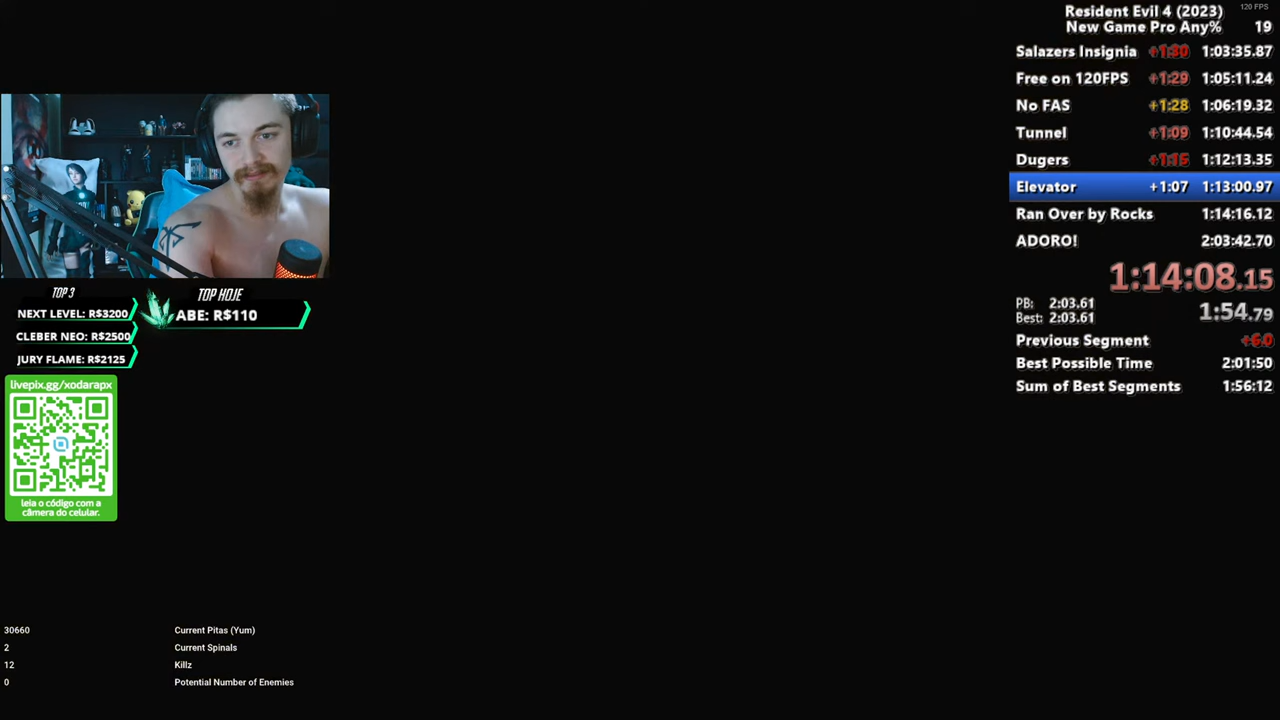 120 FPS
Resident Evil 4 (2023)
New Game Pro Any% 19
Salazers Insignia +1:30 1:03:35.87
Free on 120FPS +1:29 1:05:11.24
No FAS +1:28 1:06:19.32
Tunnel +1:09 1:10:44.54
Dugers +1:15 1:12:13.35
Elevator +1:07 1:13:00.97
Ran Over by Rocks 1:14:16.12
ADORO! 2:03:42.70
1:14:08.15
PB: 2:03.61
Best: 2:03.61
1:54.79
Previous Segment +6.0
Best Possible Time 2:01:50
Sum of Best Segments 1:56:12
TOP 3
NEXT LEVEL: R$3200
CLEBER NEO: R$2500
JURY FLAME: R$2125
TOP HOJE
ABE: R$110
livepix.gg/xodarapx
leia o código com a
câmera do celular.
30660 Current Pitas (Yum)
2 Current Spinals
12 Killz
0 Potential Number of Enemies